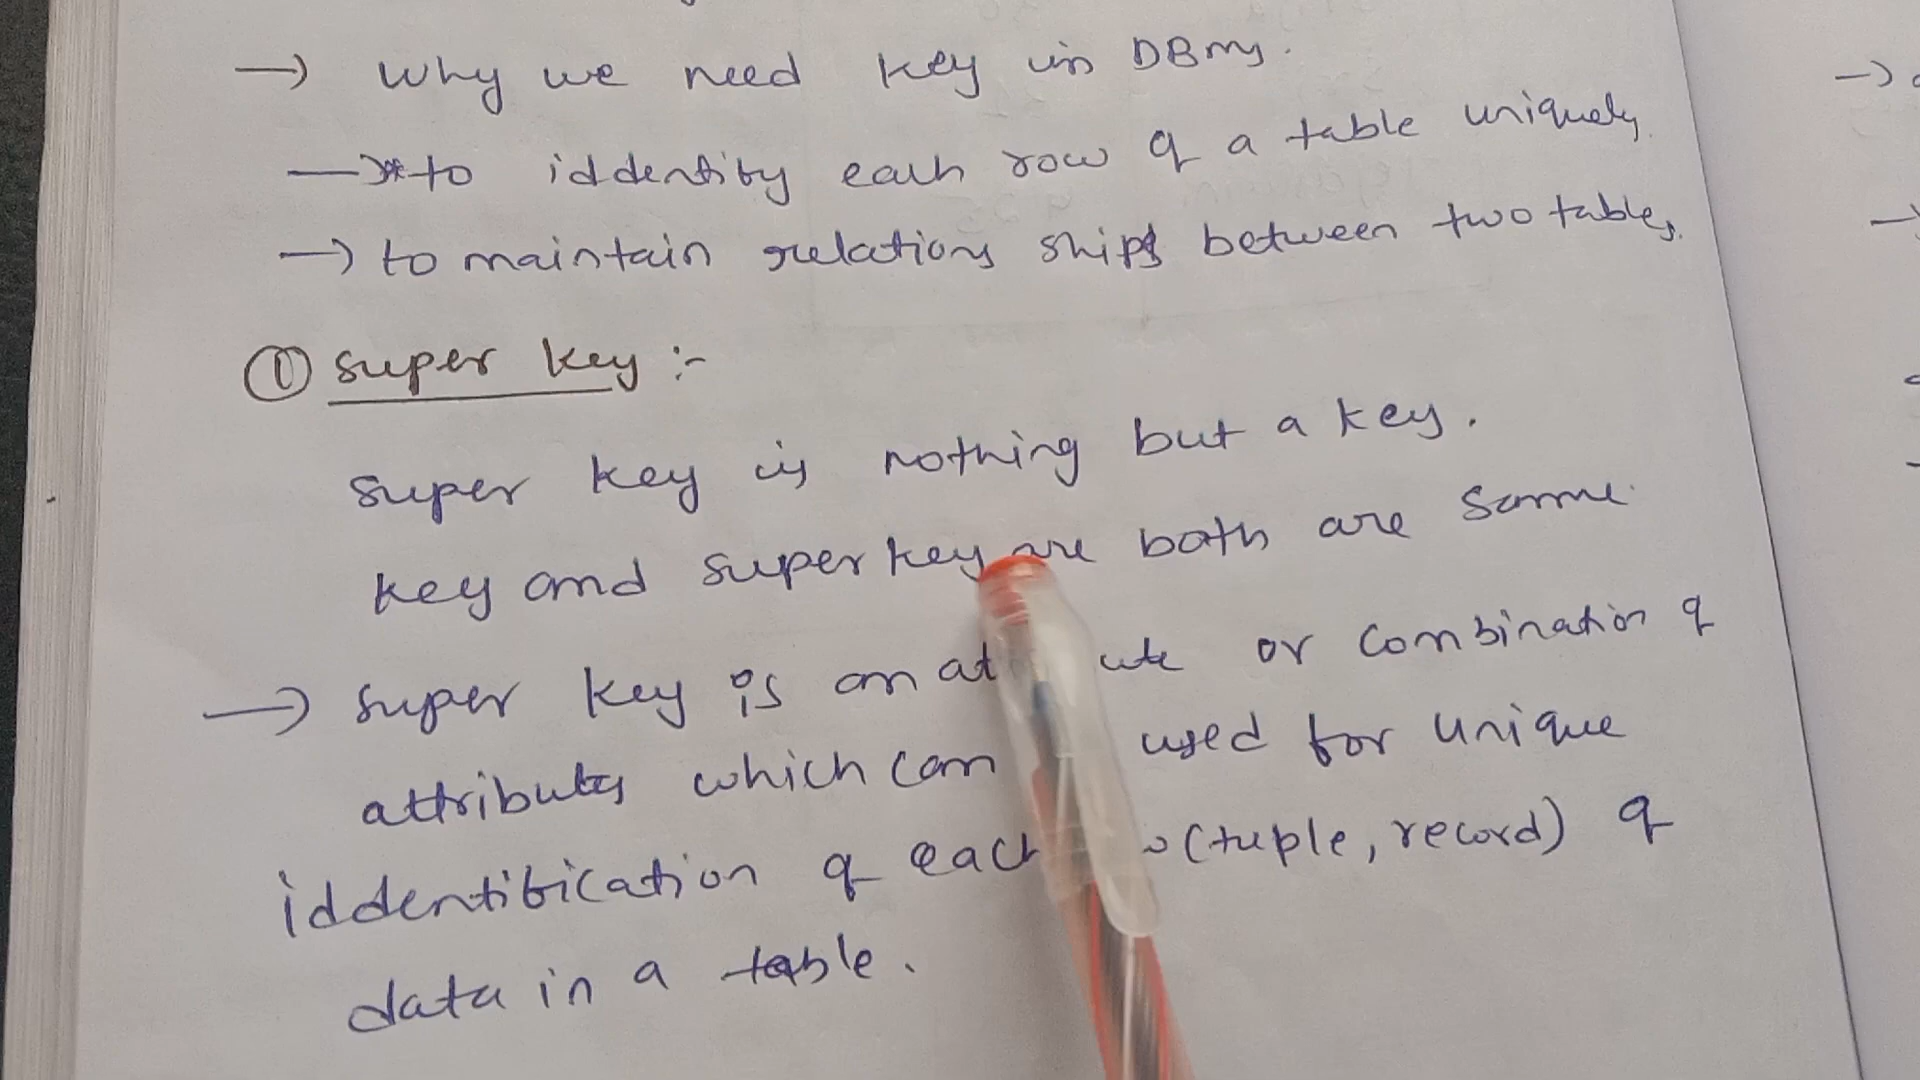 → Why we need key in DBMS.
→* to iddentify each row of a table uniquely.
→ to maintain relations ships between two tables.
① Super key :-
Super key is nothing but a key.
key and super key are both are same.
→ Super key is an or combination of
attributes which can used for unique
iddentification of each (tuple, record) of
data in a table.